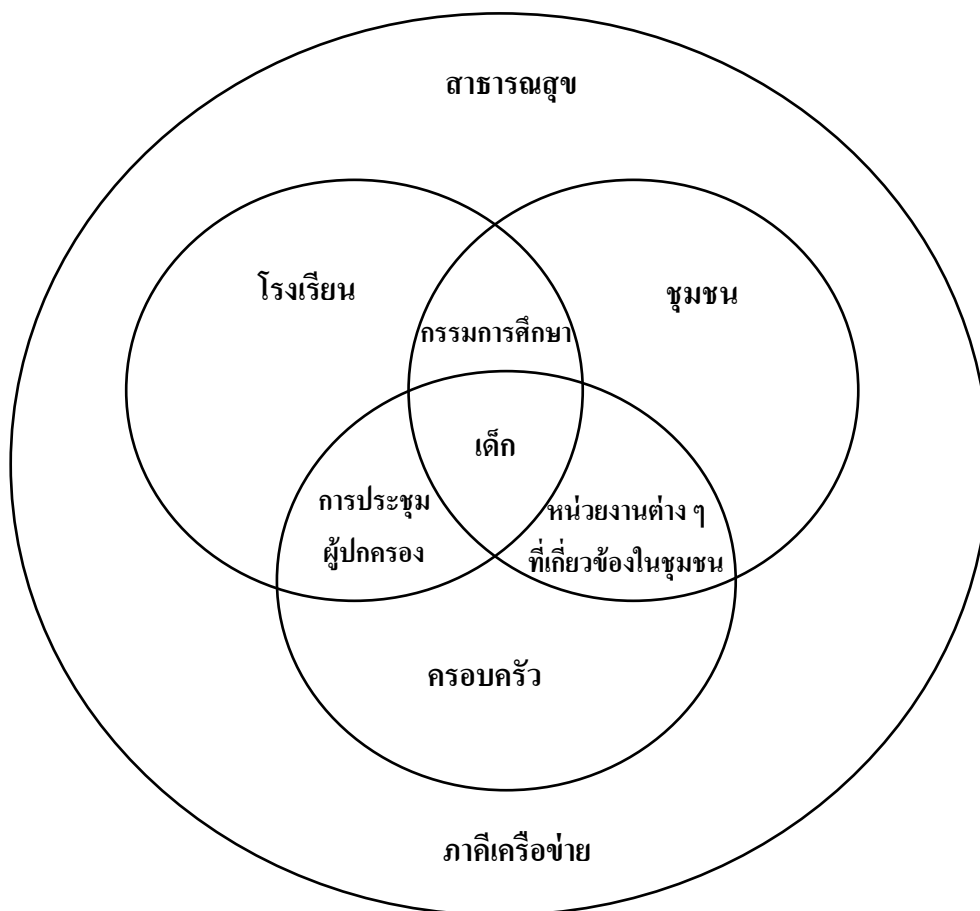 สาธารณสุข
โรงเรียน
ชุมชน
กรรมการศึกษา
เด็ก
การประชุม
ผู้ปกครอง
หน่วยงานต่าง ๆ
ที่เกี่ยวข้องในชุมชน
ครอบครัว
ภาคีเครือข่าย